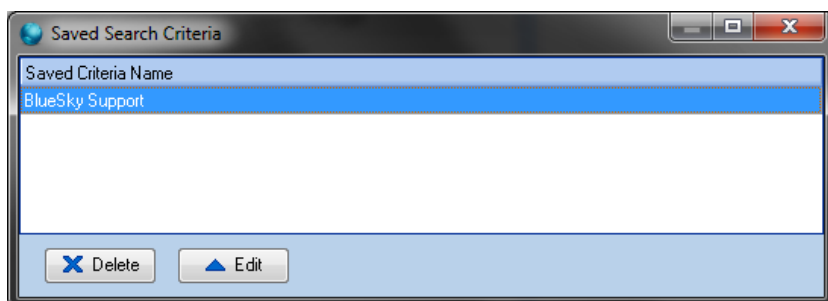 Saved Search Criteria
Saved Criteria Name
BlueSky Support
Delete
Edit